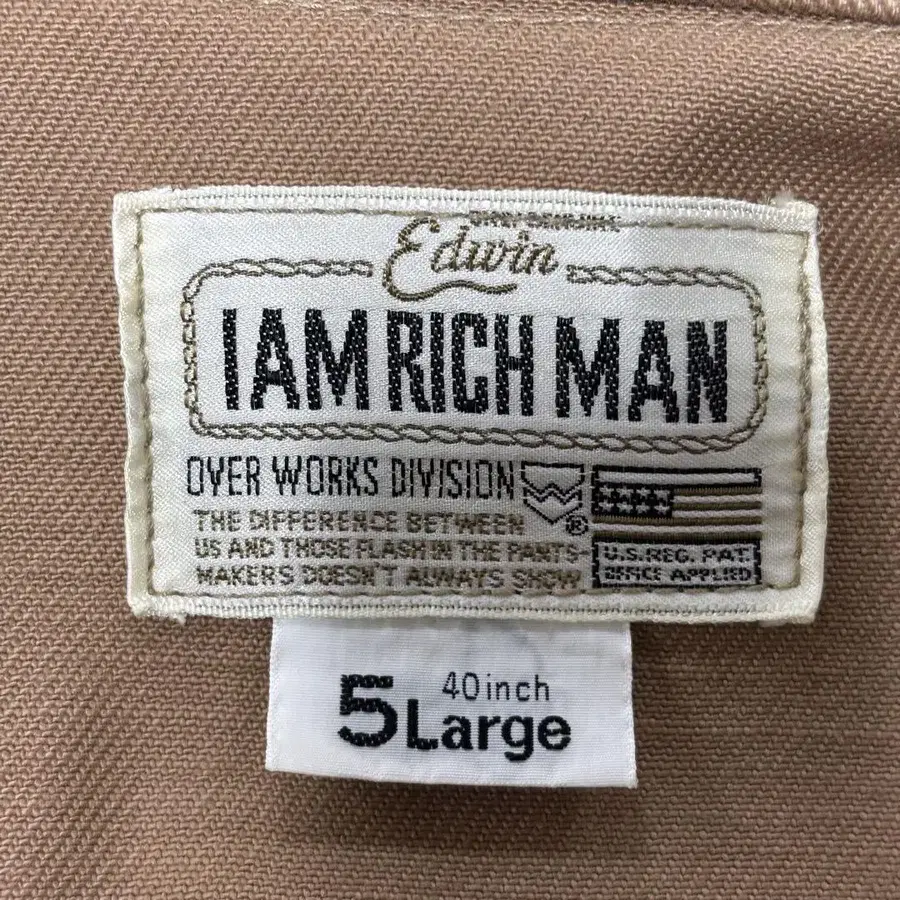 Edwin
I AM RICH MAN
OVER WORKS DIVISION
THE DIFFERENCE BETWEEN
US AND THOSE FLASH IN THE PANTS-
MAKERS DOESN'T ALWAYS SHOW
®
U.S.REG. PAT.
OFFICE APPLIED
40inch
5Large